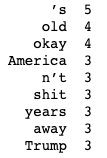 's 5
old 4
okay 4
America 3
n't 3
shit 3
years 3
away 3
Trump 3